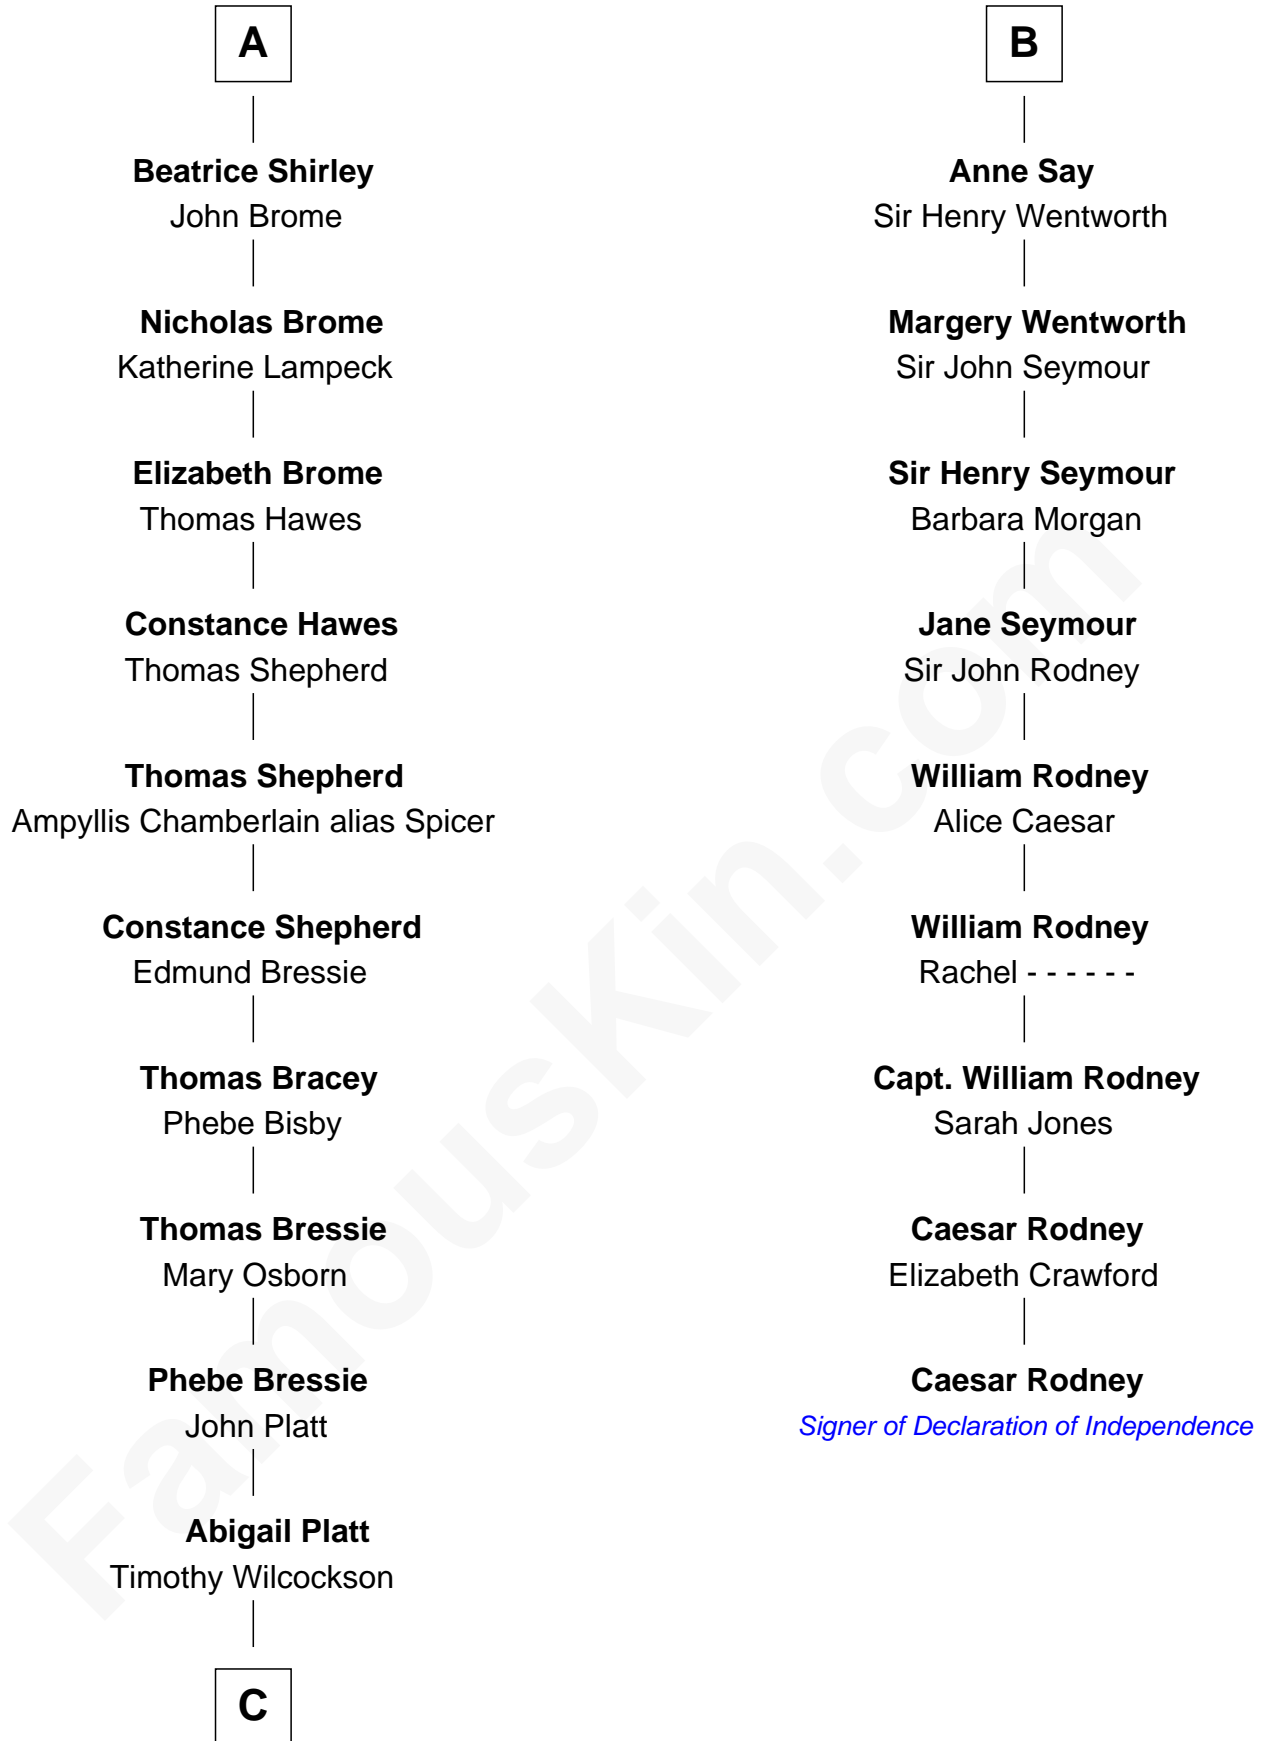 A
Beatrice Shirley
John Brome
Nicholas Brome
Katherine Lampeck
Elizabeth Brome
Thomas Hawes
Constance Hawes
Thomas Shepherd
Thomas Shepherd
Ampyllis Chamberlain alias Spicer
Constance Shepherd
Edmund Bressie
Thomas Bracey
Phebe Bisby
Thomas Bressie
Mary Osborn
Phebe Bressie
John Platt
Abigail Platt
Timothy Wilcockson
C
B
Anne Say
Sir Henry Wentworth
Margery Wentworth
Sir John Seymour
Sir Henry Seymour
Barbara Morgan
Jane Seymour
Sir John Rodney
William Rodney
Alice Caesar
William Rodney
Rachel - - - - - -
Capt. William Rodney
Sarah Jones
Caesar Rodney
Elizabeth Crawford
Caesar Rodney
Signer of Declaration of Independence
FamousKin.com